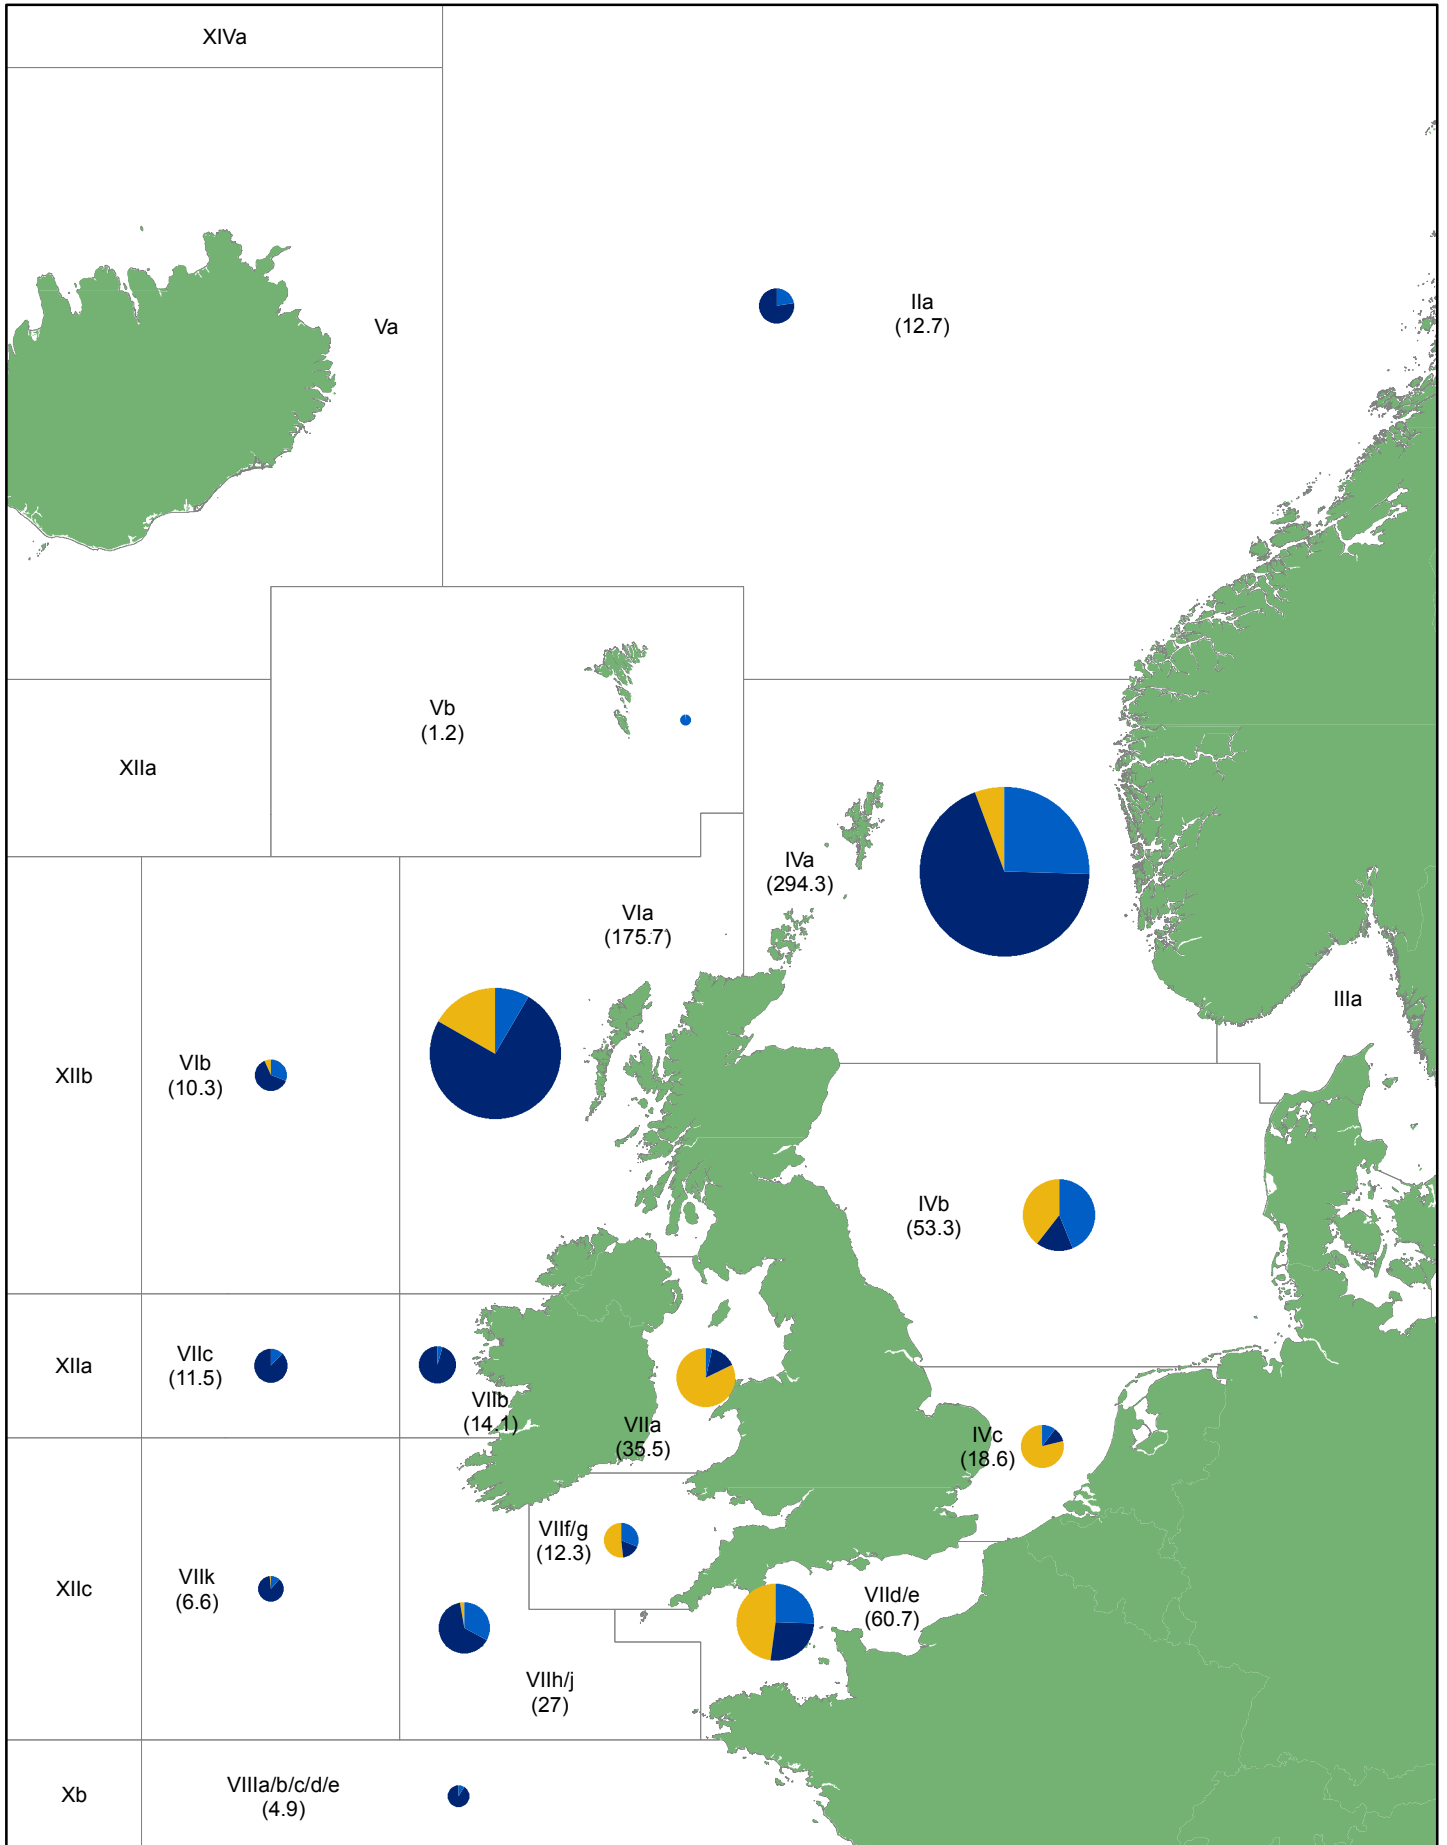 XIVa
IIa
(12.7)
Va
Vb
(1.2)
XIIa
IVa
(294.3)
VIa
(175.7)
IIIa
XIIb
VIb
(10.3)
IVb
(53.3)
XIIa
VIIc
(11.5)
VIIb
(14.1)
VIIa
(35.5)
IVc
(18.6)
VIIf/g
(12.3)
XIIc
VIIk
(6.6)
VIId/e
(60.7)
VIIh/j
(27)
Xb
VIIIa/b/c/d/e
(4.9)